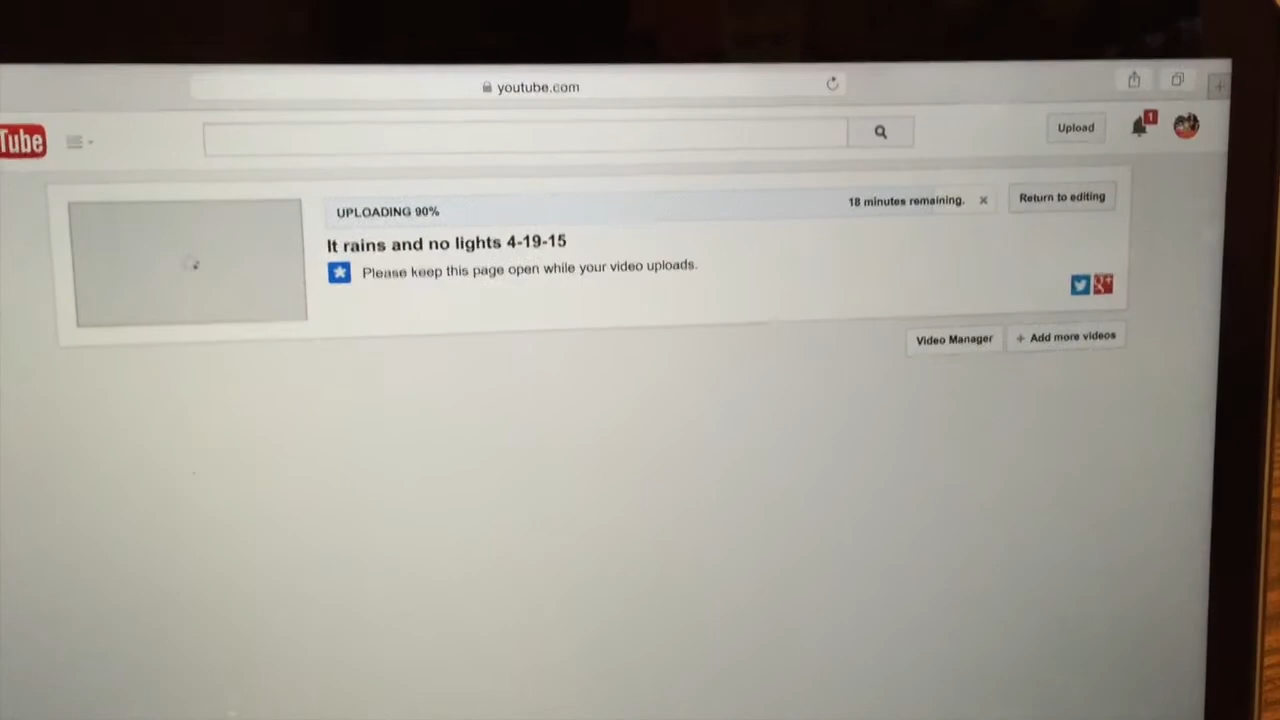 youtube.com
Tube
Upload
1
UPLOADING 90%
18 minutes remaining.
Return to editing
It rains and no lights 4-19-15
Please keep this page open while your video uploads.
g+
Video Manager
+ Add more videos